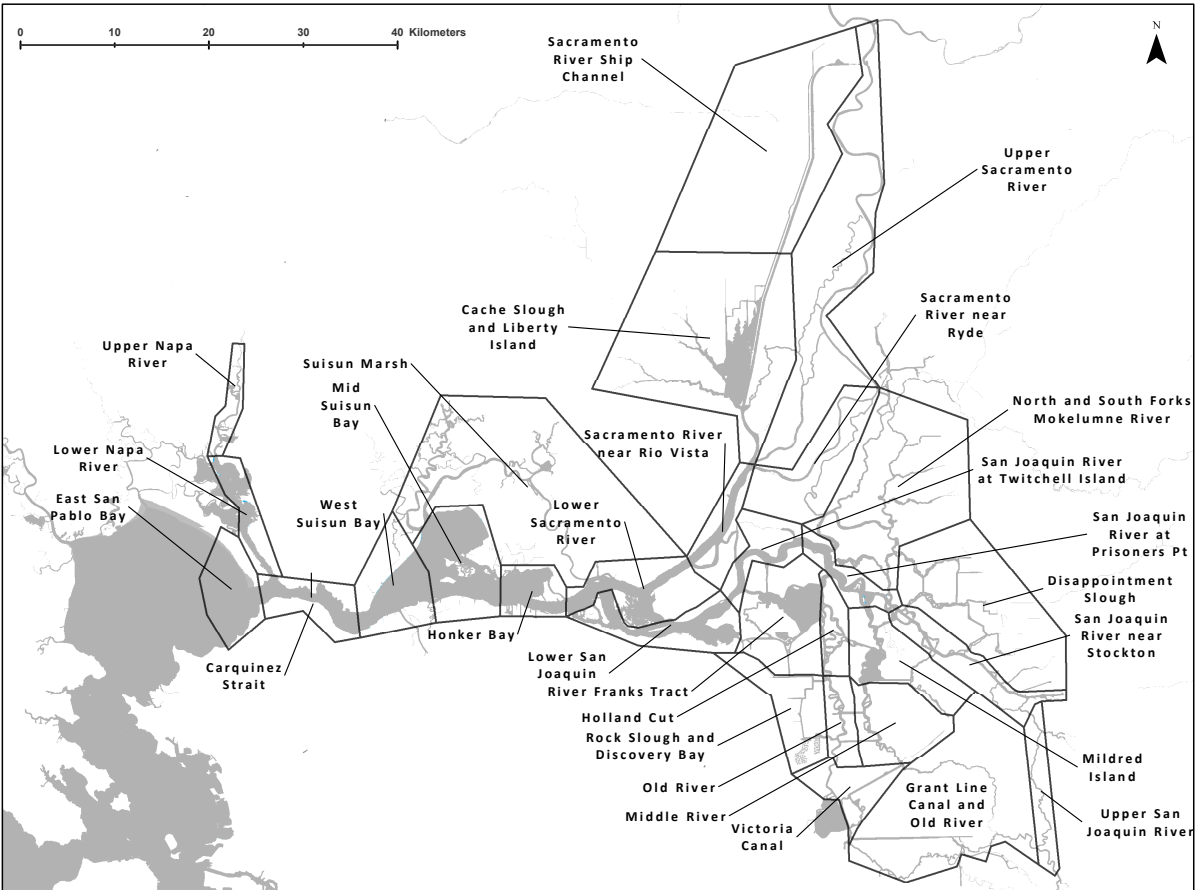 0 10 20 30 40 Kilometers
N
Sacramento
River Ship
Channel
Upper
Sacramento
River
Cache Slough
and Liberty
Island
Sacramento
River near
Ryde
Upper Napa
River
Suisun Marsh
Mid
Suisun
Bay
North and South Forks
Mokelumne River
Lower Napa
River
Sacramento River
near Rio Vista
San Joaquin River
at Twitchell Island
East San
Pablo Bay
West
Suisun Bay
Lower
Sacramento
River
San Joaquin
River at
Prisoners Pt
Disappointment
Slough
San Joaquin
River near
Stockton
Honker Bay
Carquinez
Strait
Lower San
Joaquin
River Franks Tract
Holland Cut
Rock Slough and
Discovery Bay
Old River
Middle River
Victoria
Canal
Grant Line
Canal and
Old River
Mildred
Island
Upper San
Joaquin River